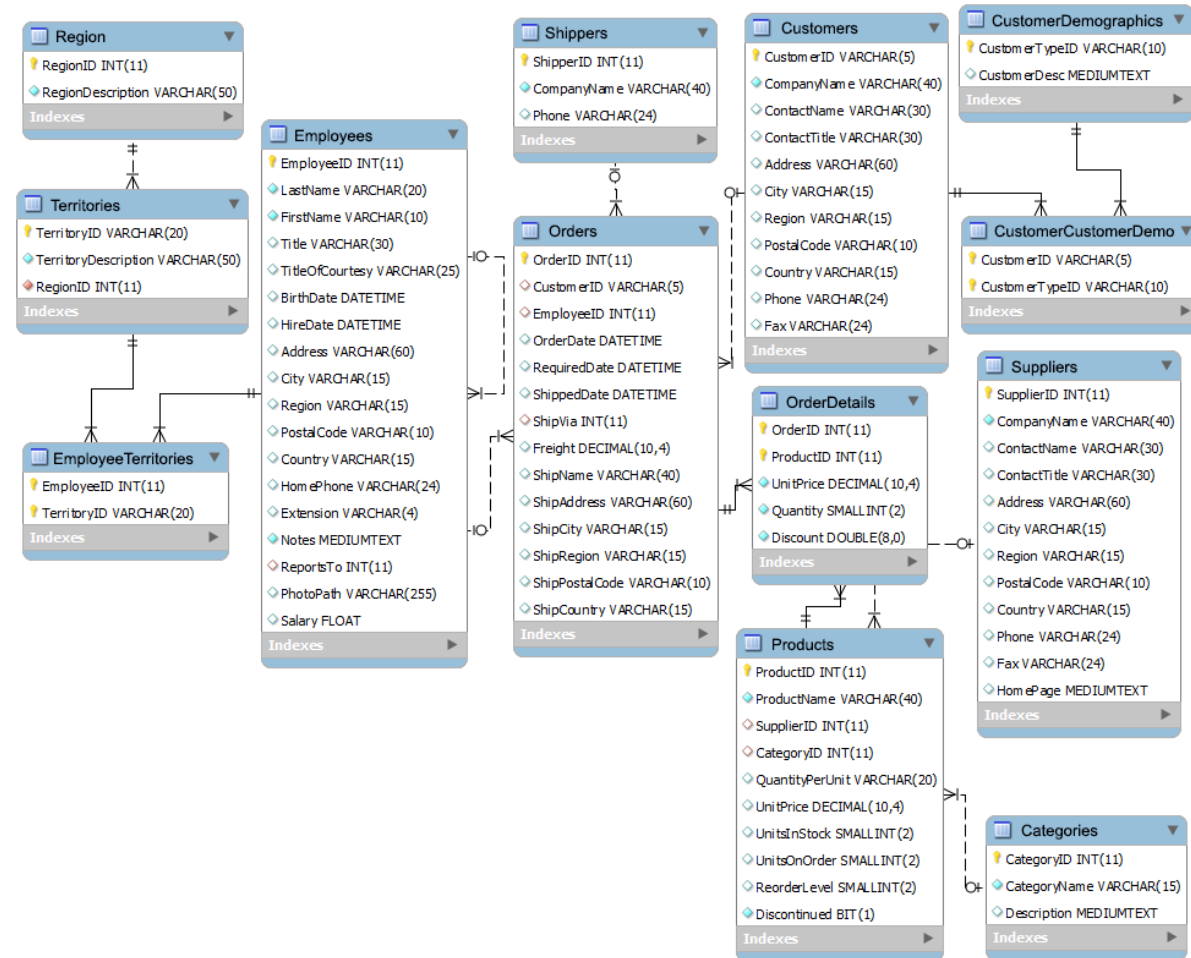 Region
RegionID INT(11)
RegionDescription VARCHAR(50)
Indexes
Territories
TerritoryID VARCHAR(20)
TerritoryDescription VARCHAR(50)
RegionID INT(11)
Indexes
EmployeeTerritories
EmployeeID INT(11)
TerritoryID VARCHAR(20)
Indexes
Employees
EmployeeID INT(11)
LastName VARCHAR(20)
FirstName VARCHAR(10)
Title VARCHAR(30)
TitleOfCourtesy VARCHAR(25)
BirthDate DATETIME
HireDate DATETIME
Address VARCHAR(60)
City VARCHAR(15)
Region VARCHAR(15)
PostalCode VARCHAR(10)
Country VARCHAR(15)
HomePhone VARCHAR(24)
Extension VARCHAR(4)
Notes MEDIUMTEXT
ReportsTo INT(11)
PhotoPath VARCHAR(255)
Salary FLOAT
Indexes
Shippers
ShipperID INT(11)
CompanyName VARCHAR(40)
Phone VARCHAR(24)
Indexes
Orders
OrderID INT(11)
CustomerID VARCHAR(5)
EmployeeID INT(11)
OrderDate DATETIME
RequiredDate DATETIME
ShippedDate DATETIME
ShipVia INT(11)
Freight DECIMAL(10,4)
ShipName VARCHAR(40)
ShipAddress VARCHAR(60)
ShipCity VARCHAR(15)
ShipRegion VARCHAR(15)
ShipPostalCode VARCHAR(10)
ShipCountry VARCHAR(15)
Indexes
Customers
CustomerID VARCHAR(5)
CompanyName VARCHAR(40)
ContactName VARCHAR(30)
ContactTitle VARCHAR(30)
Address VARCHAR(60)
City VARCHAR(15)
Region VARCHAR(15)
PostalCode VARCHAR(10)
Country VARCHAR(15)
Phone VARCHAR(24)
Fax VARCHAR(24)
Indexes
CustomerDemographics
CustomerTypeID VARCHAR(10)
CustomerDesc MEDIUMTEXT
Indexes
CustomerCustomerDemo
CustomerID VARCHAR(5)
CustomerTypeID VARCHAR(10)
Indexes
OrderDetails
OrderID INT(11)
ProductID INT(11)
UnitPrice DECIMAL(10,4)
Quantity SMALLINT(2)
Discount DOUBLE(8,0)
Indexes
Suppliers
SupplierID INT(11)
CompanyName VARCHAR(40)
ContactName VARCHAR(30)
ContactTitle VARCHAR(30)
Address VARCHAR(60)
City VARCHAR(15)
Region VARCHAR(15)
PostalCode VARCHAR(10)
Country VARCHAR(15)
Phone VARCHAR(24)
Fax VARCHAR(24)
HomePage MEDIUMTEXT
Indexes
Products
ProductID INT(11)
ProductName VARCHAR(40)
SupplierID INT(11)
CategoryID INT(11)
QuantityPerUnit VARCHAR(20)
UnitPrice DECIMAL(10,4)
UnitsInStock SMALLINT(2)
UnitsOnOrder SMALLINT(2)
ReorderLevel SMALLINT(2)
Discontinued BIT(1)
Indexes
Categories
CategoryID INT(11)
CategoryName VARCHAR(15)
Description MEDIUMTEXT
Indexes